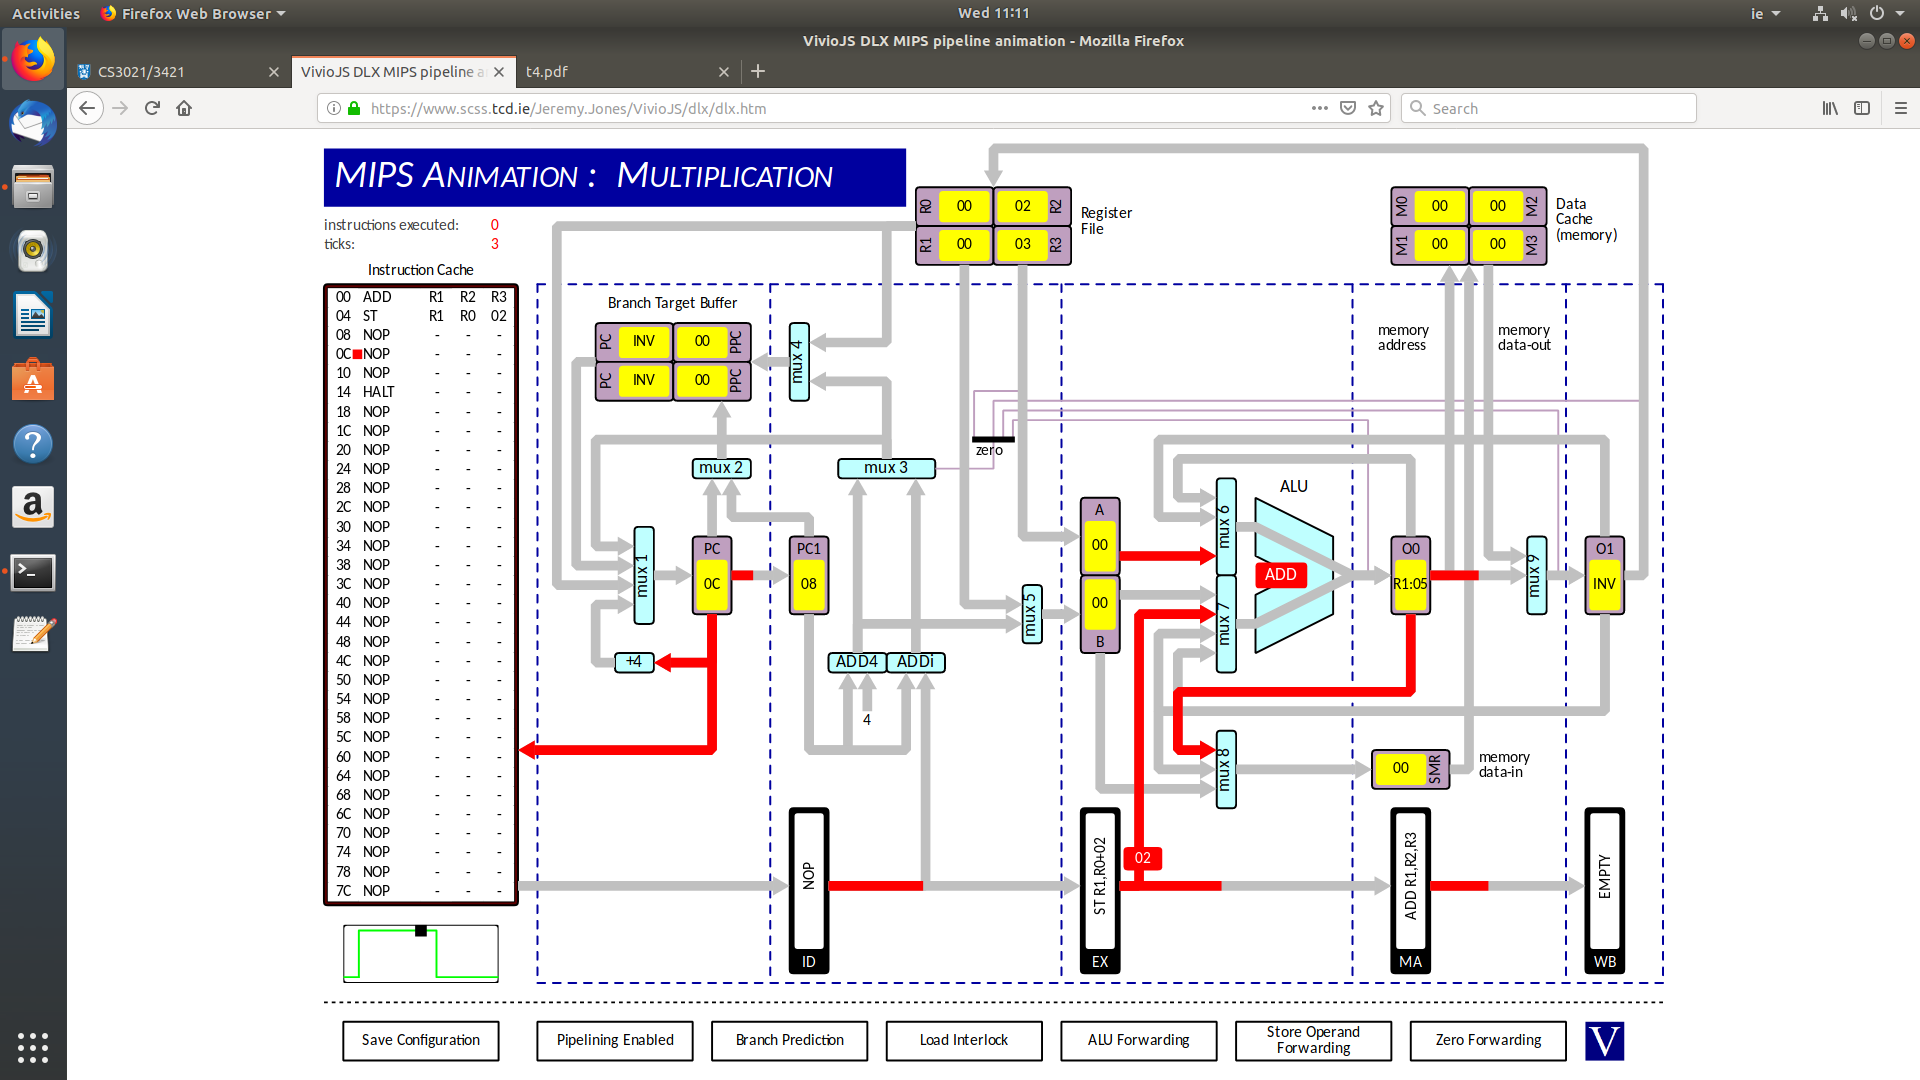 Activities Firefox Web Browser Wed 11:11 ie
VivioJS DLX MIPS pipeline animation - Mozilla Firefox
CS3021/3421 VivioJS DLX MIPS pipeline a t4.pdf
https://www.scss.tcd.ie/Jeremy.Jones/VivioJS/dlx/dlx.htm Search
MIPS ANIMATION : MULTIPLICATION
instructions executed: 0
ticks: 3
Instruction Cache
00 ADD R1 R2 R3
04 ST R1 R0 02
08 NOP - - -
0C NOP - - -
10 NOP - - -
14 HALT - - -
18 NOP - - -
1C NOP - - -
20 NOP - - -
24 NOP - - -
28 NOP - - -
2C NOP - - -
30 NOP - - -
34 NOP - - -
38 NOP - - -
3C NOP - - -
40 NOP - - -
44 NOP - - -
48 NOP - - -
4C NOP - - -
50 NOP - - -
54 NOP - - -
58 NOP - - -
5C NOP - - -
60 NOP - - -
64 NOP - - -
68 NOP - - -
6C NOP - - -
70 NOP - - -
74 NOP - - -
78 NOP - - -
7C NOP - - -
R0 00 02 R2
R1 00 03 R3
Register
File
M0 00 00 M2
M1 00 00 M3
Data
Cache
(memory)
Branch Target Buffer
PC INV 00 PPC
PC INV 00 PPC
mux 4
memory
address
memory
data-out
zero
mux 2
mux 3
mux 1
PC
0C
PC1
08
+4
ADD4
ADDi
4
mux 5
A
00
00
B
mux 6
mux 7
ALU
ADD
mux 8
O0
R1:05
mux 9
O1
INV
00 SMR
memory
data-in
02
NOP
ID
ST R1,R0+02
EX
ADD R1,R2,R3
MA
EMPTY
WB
Save Configuration
Pipelining Enabled
Branch Prediction
Load Interlock
ALU Forwarding
Store Operand
Forwarding
Zero Forwarding
V